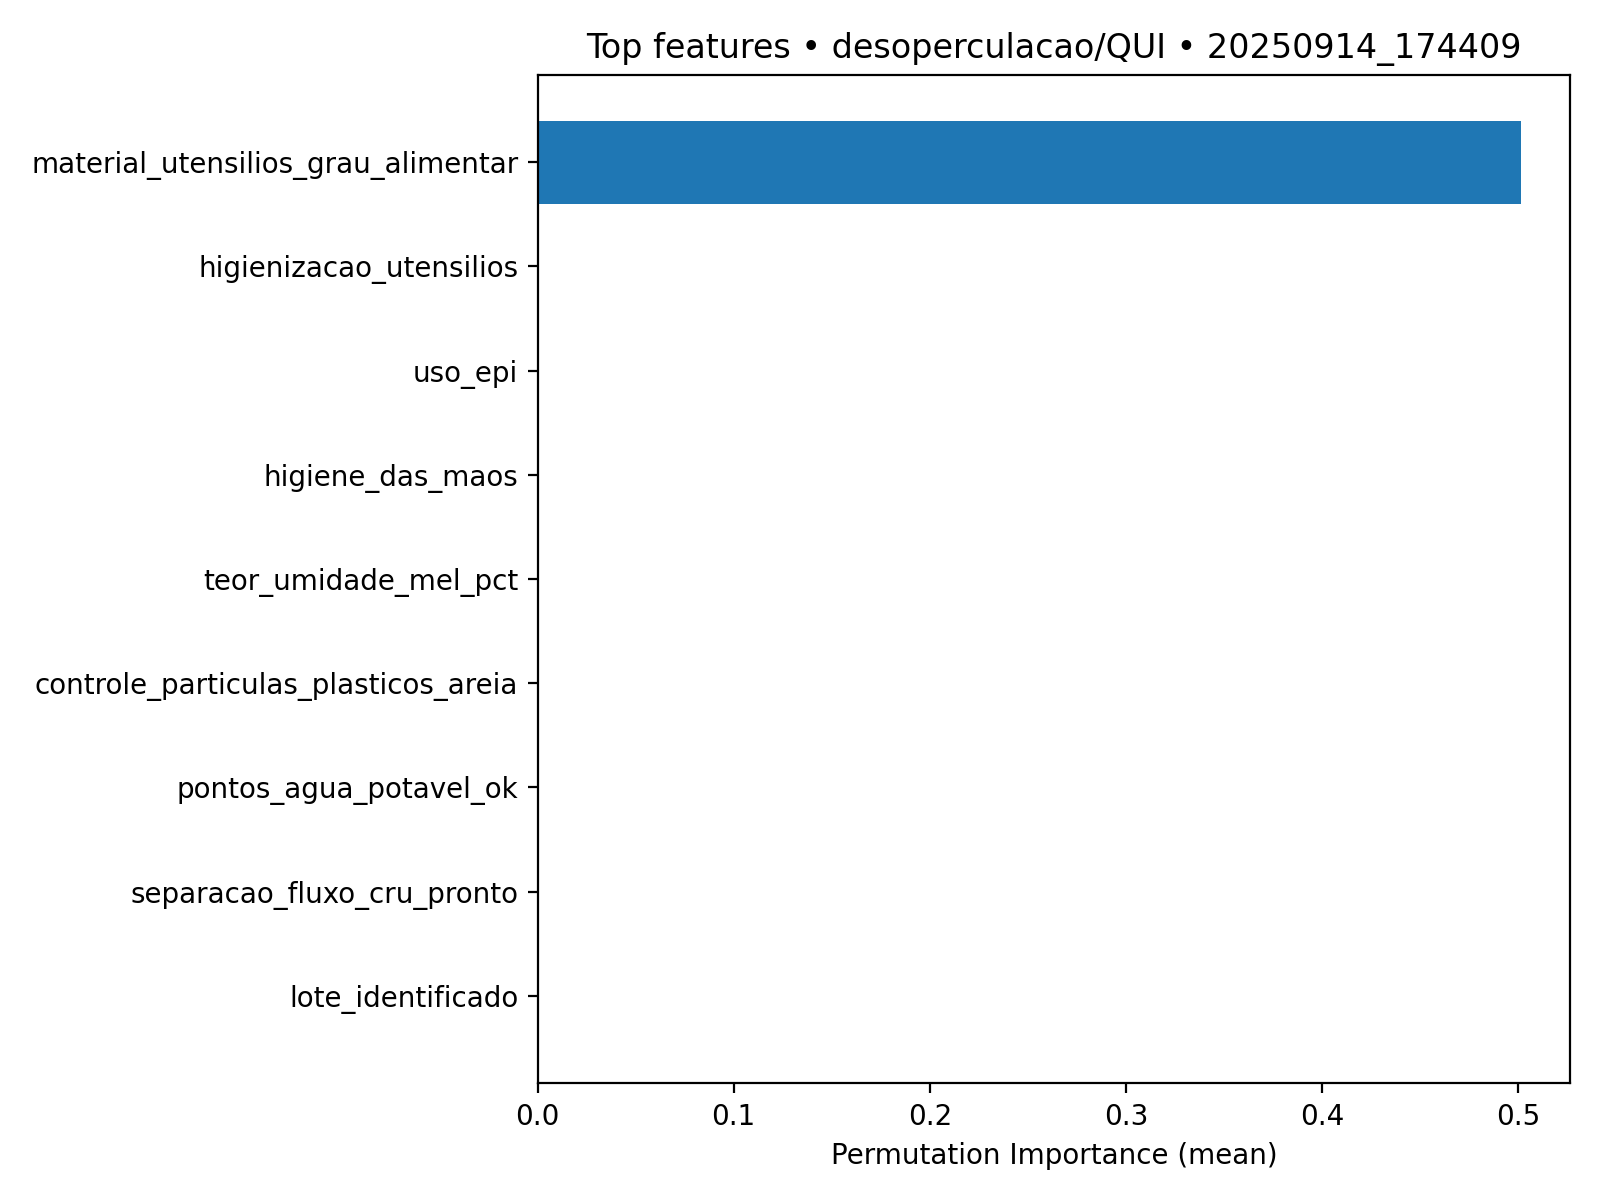 Top features • desoperculacao/QUI • 20250914_174409
material_utensilios_grau_alimentar
higienizacao_utensilios
uso_epi
higiene_das_maos
teor_umidade_mel_pct
controle_particulas_plasticos_areia
pontos_agua_potavel_ok
separacao_fluxo_cru_pronto
lote_identificado
0.0 0.1 0.2 0.3 0.4 0.5
Permutation Importance (mean)